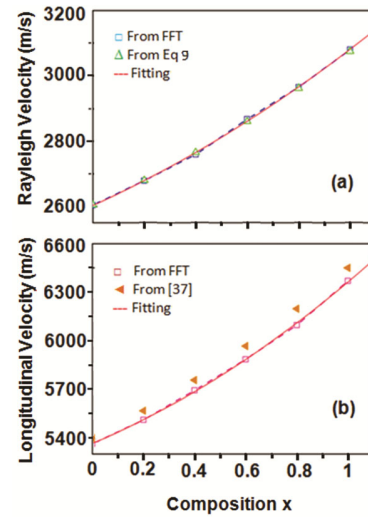 3200
3000
2800
2600
Rayleigh Velocity (m/s)
From FFT
From Eq 9
Fitting
(a)
6600
6300
6000
5700
5400
Longitudinal Velocity (m/s)
From FFT
From [37]
Fitting
(b)
0 0.2 0.4 0.6 0.8 1
Composition x